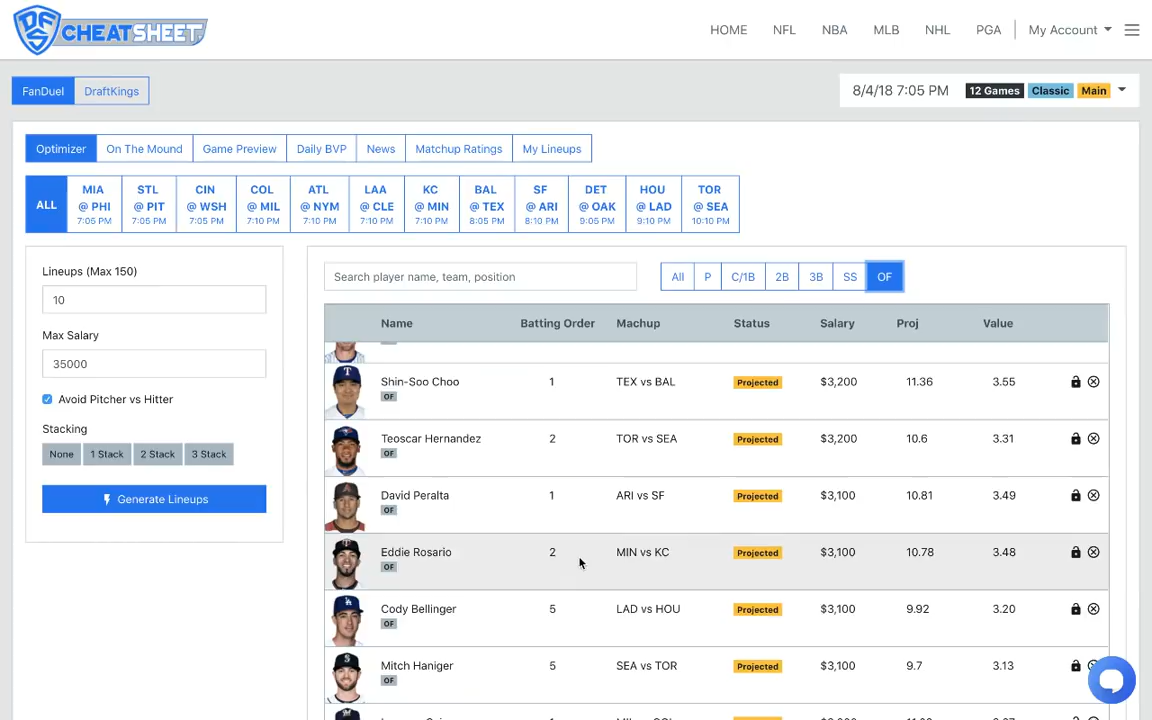 DFS CHEATSHEET
HOME NFL NBA MLB NHL PGA My Account
FanDuel DraftKings
8/4/18 7:05 PM 12 Games Classic Main
Optimizer On The Mound Game Preview Daily BVP News Matchup Ratings My Lineups
ALL
MIA @ PHI 7:05 PM
STL @ PIT 7:05 PM
CIN @ WSH 7:05 PM
COL @ MIL 7:10 PM
ATL @ NYM 7:10 PM
LAA @ CLE 7:10 PM
KC @ MIN 7:10 PM
BAL @ TEX 8:05 PM
SF @ ARI 8:10 PM
DET @ OAK 9:05 PM
HOU @ LAD 9:10 PM
TOR @ SEA 10:10 PM
Lineups (Max 150)
10
Max Salary
35000
Avoid Pitcher vs Hitter
Stacking
None 1 Stack 2 Stack 3 Stack
Generate Lineups
Search player name, team, position
All P C/1B 2B 3B SS OF
Name Batting Order Machup Status Salary Proj Value
Shin-Soo Choo 1 TEX vs BAL Projected $3,200 11.36 3.55
OF
Teoscar Hernandez 2 TOR vs SEA Projected $3,200 10.6 3.31
OF
David Peralta 1 ARI vs SF Projected $3,100 10.81 3.49
OF
Eddie Rosario 2 MIN vs KC Projected $3,100 10.78 3.48
OF
Cody Bellinger 5 LAD vs HOU Projected $3,100 9.92 3.20
OF
Mitch Haniger 5 SEA vs TOR Projected $3,100 9.7 3.13
OF